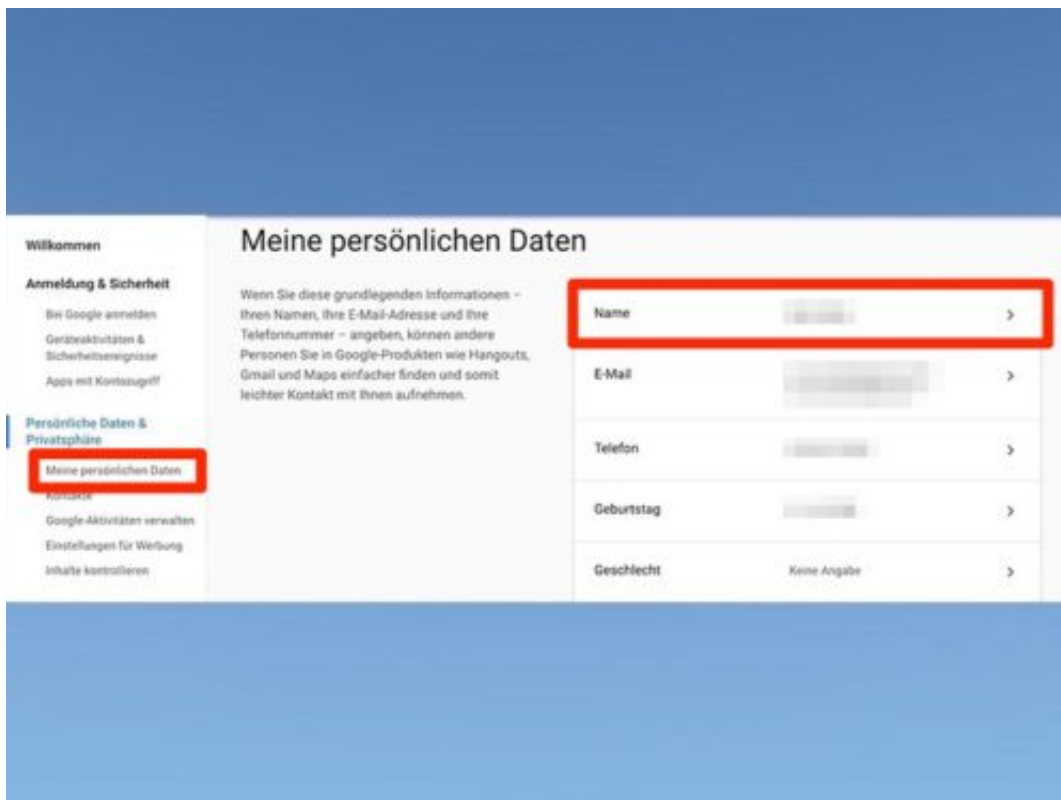 Willkommen
Anmeldung & Sicherheit
Bei Google anmelden
Geräteaktivitäten &
Sicherheitsereignisse
Apps mit Kontozugriff
Persönliche Daten &
Privatsphäre
Meine persönlichen Daten
Kontakte
Google-Aktivitäten verwalten
Einstellungen für Werbung
Inhalte kontrollieren
Meine persönlichen Daten
Wenn Sie diese grundlegenden Informationen –
Ihren Namen, Ihre E-Mail-Adresse und Ihre
Telefonnummer – angeben, können andere
Personen Sie in Google-Produkten wie Hangouts,
Gmail und Maps einfacher finden und somit
leichter Kontakt mit Ihnen aufnehmen.
Name
E-Mail
Telefon
Geburtstag
Geschlecht Keine Angabe